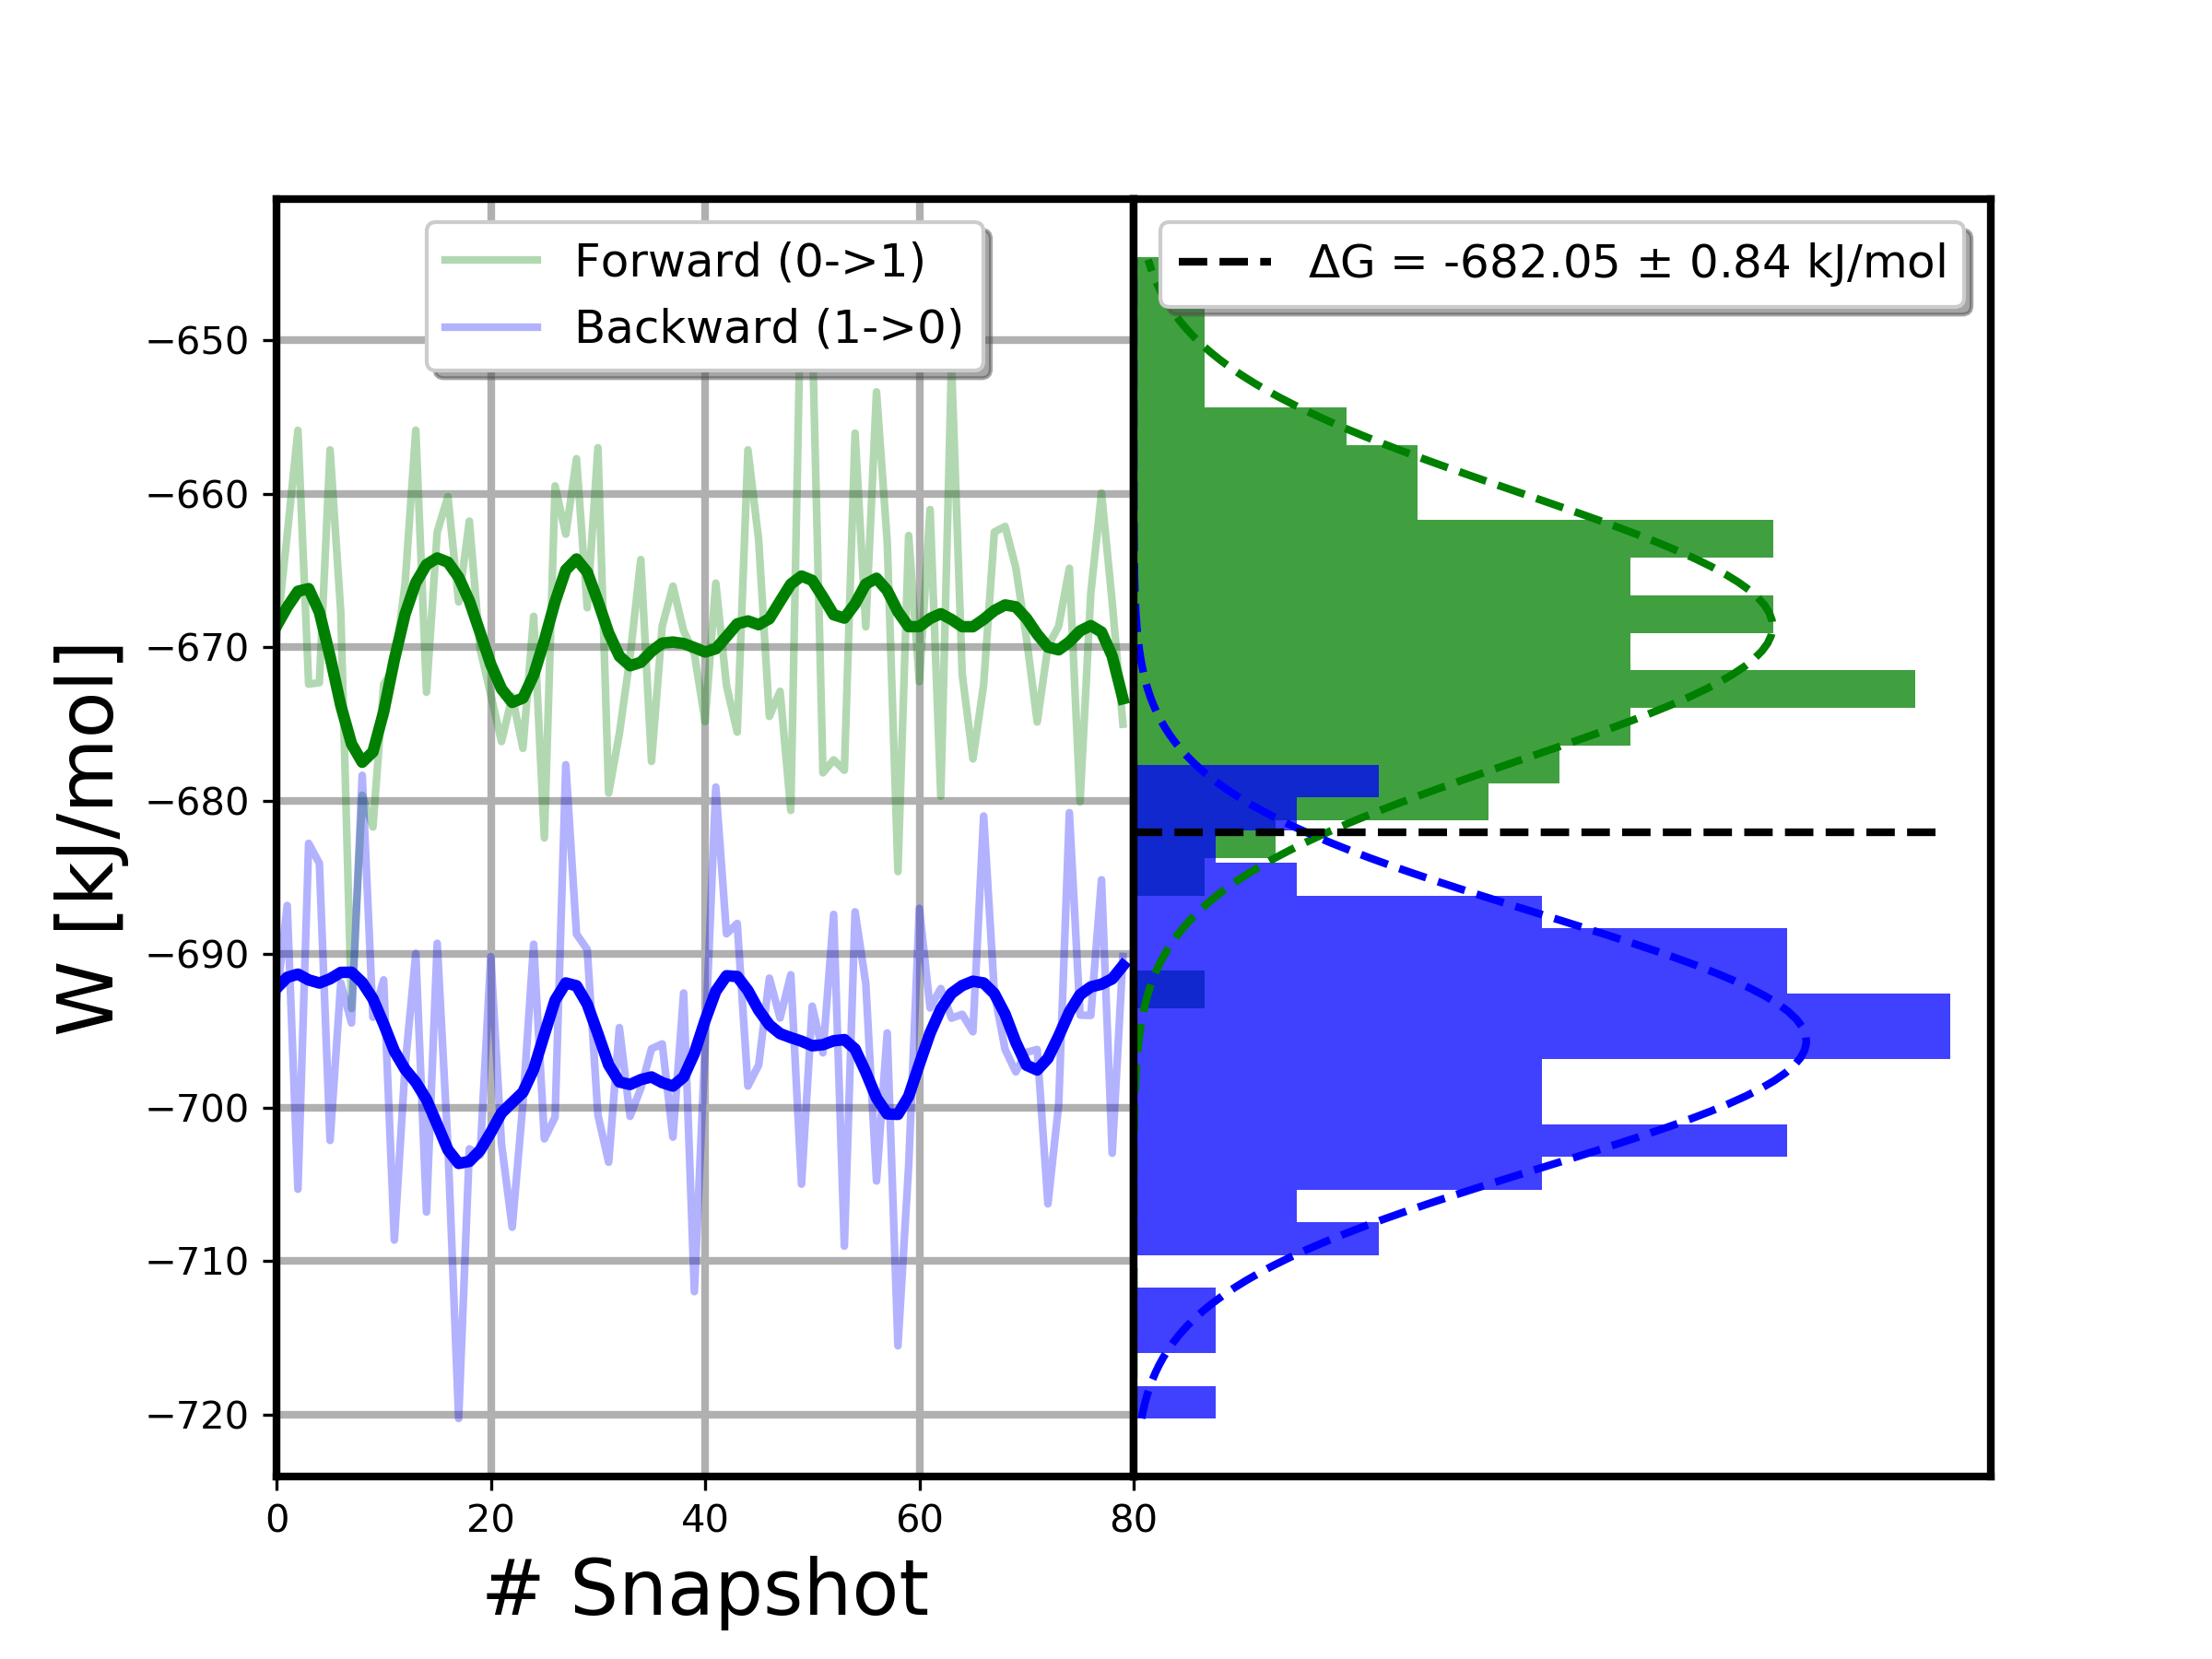 Forward (0->1)
Backward (1->0)
ΔG = -682.05 ± 0.84 kJ/mol
W [kJ/mol]
−650
−660
−670
−680
−690
−700
−710
−720
0 20 40 60 80
# Snapshot